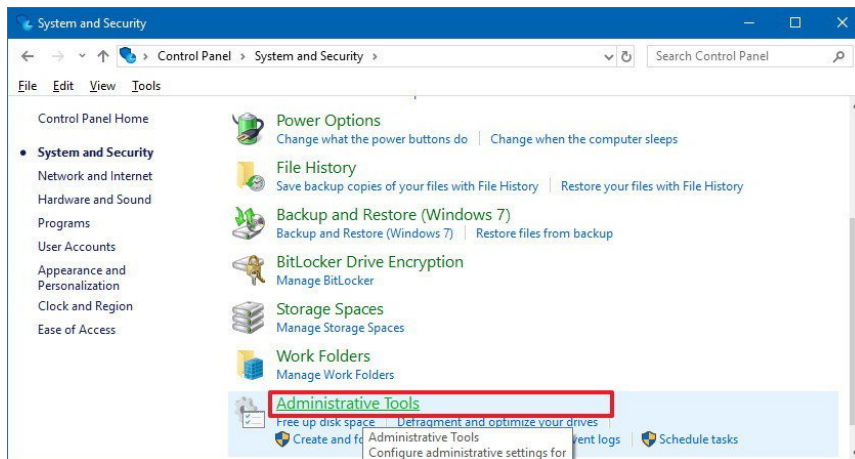 System and Security
Control Panel > System and Security >
Search Control Panel
File Edit View Tools
Control Panel Home
System and Security
Network and Internet
Hardware and Sound
Programs
User Accounts
Appearance and
Personalization
Clock and Region
Ease of Access
Power Options
Change what the power buttons do | Change when the computer sleeps
File History
Save backup copies of your files with File History | Restore your files with File History
Backup and Restore (Windows 7)
Backup and Restore (Windows 7) | Restore files from backup
BitLocker Drive Encryption
Manage BitLocker
Storage Spaces
Manage Storage Spaces
Work Folders
Manage Work Folders
Administrative Tools
Free up disk space | Defragment and optimize your drives
Create and fo
ent logs | Schedule tasks
Administrative Tools
Configure administrative settings for